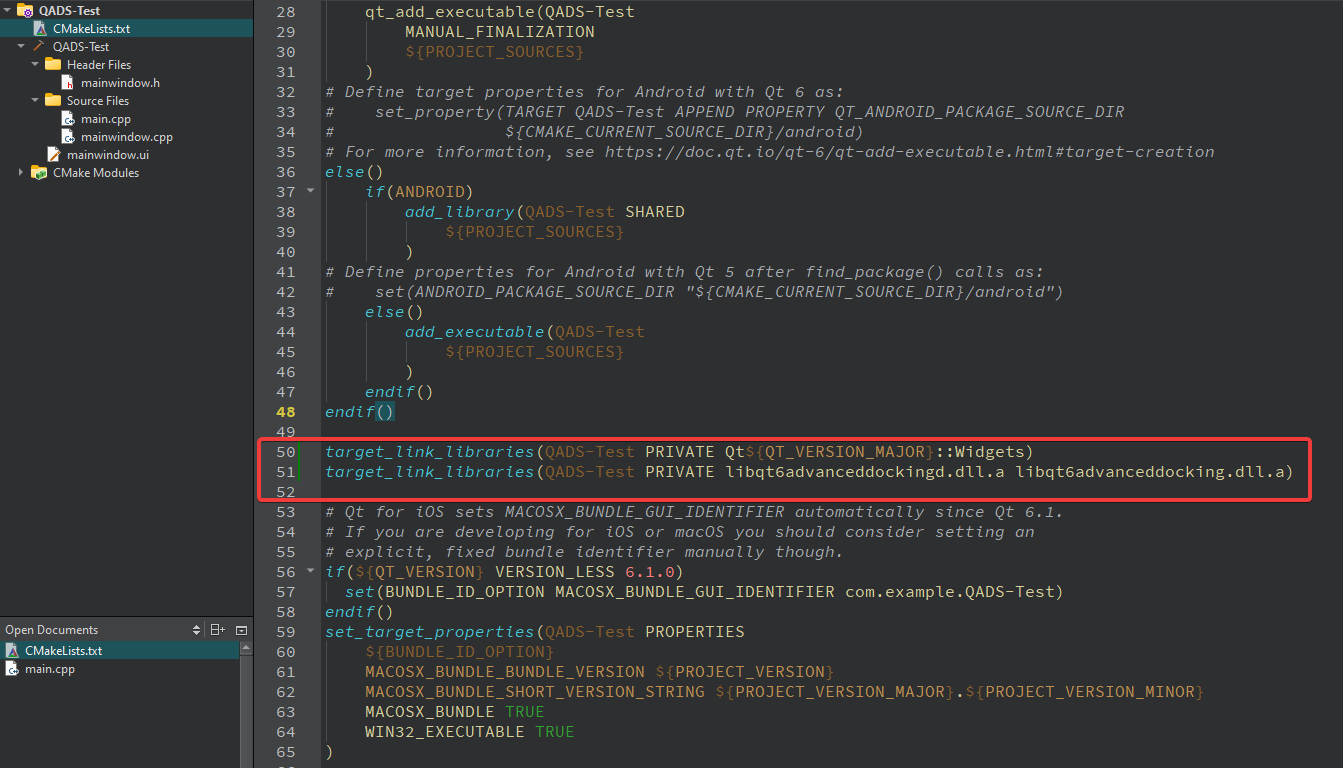 QADS-Test
CMakeLists.txt
QADS-Test
Header Files
mainwindow.h
Source Files
main.cpp
mainwindow.cpp
mainwindow.ui
CMake Modules
Open Documents
CMakeLists.txt
main.cpp
28 qt_add_executable(QADS-Test
29 MANUAL_FINALIZATION
30 ${PROJECT_SOURCES}
31 )
32 # Define target properties for Android with Qt 6 as:
33 # set_property(TARGET QADS-Test APPEND PROPERTY QT_ANDROID_PACKAGE_SOURCE_DIR
34 # ${CMAKE_CURRENT_SOURCE_DIR}/android)
35 # For more information, see https://doc.qt.io/qt-6/qt-add-executable.html#target-creation
36 else()
37 if(ANDROID)
38 add_library(QADS-Test SHARED
39 ${PROJECT_SOURCES}
40 )
41 # Define properties for Android with Qt 5 after find_package() calls as:
42 # set(ANDROID_PACKAGE_SOURCE_DIR "${CMAKE_CURRENT_SOURCE_DIR}/android")
43 else()
44 add_executable(QADS-Test
45 ${PROJECT_SOURCES}
46 )
47 endif()
48 endif()
49
50 target_link_libraries(QADS-Test PRIVATE Qt${QT_VERSION_MAJOR}::Widgets)
51 target_link_libraries(QADS-Test PRIVATE libqt6advanceddockingd.dll.a libqt6advanceddocking.dll.a)
52
53 # Qt for iOS sets MACOSX_BUNDLE_GUI_IDENTIFIER automatically since Qt 6.1.
54 # If you are developing for iOS or macOS you should consider setting an
55 # explicit, fixed bundle identifier manually though.
56 if(${QT_VERSION} VERSION_LESS 6.1.0)
57 set(BUNDLE_ID_OPTION MACOSX_BUNDLE_GUI_IDENTIFIER com.example.QADS-Test)
58 endif()
59 set_target_properties(QADS-Test PROPERTIES
60 ${BUNDLE_ID_OPTION}
61 MACOSX_BUNDLE_BUNDLE_VERSION ${PROJECT_VERSION}
62 MACOSX_BUNDLE_SHORT_VERSION_STRING ${PROJECT_VERSION_MAJOR}.${PROJECT_VERSION_MINOR}
63 MACOSX_BUNDLE TRUE
64 WIN32_EXECUTABLE TRUE
65 )